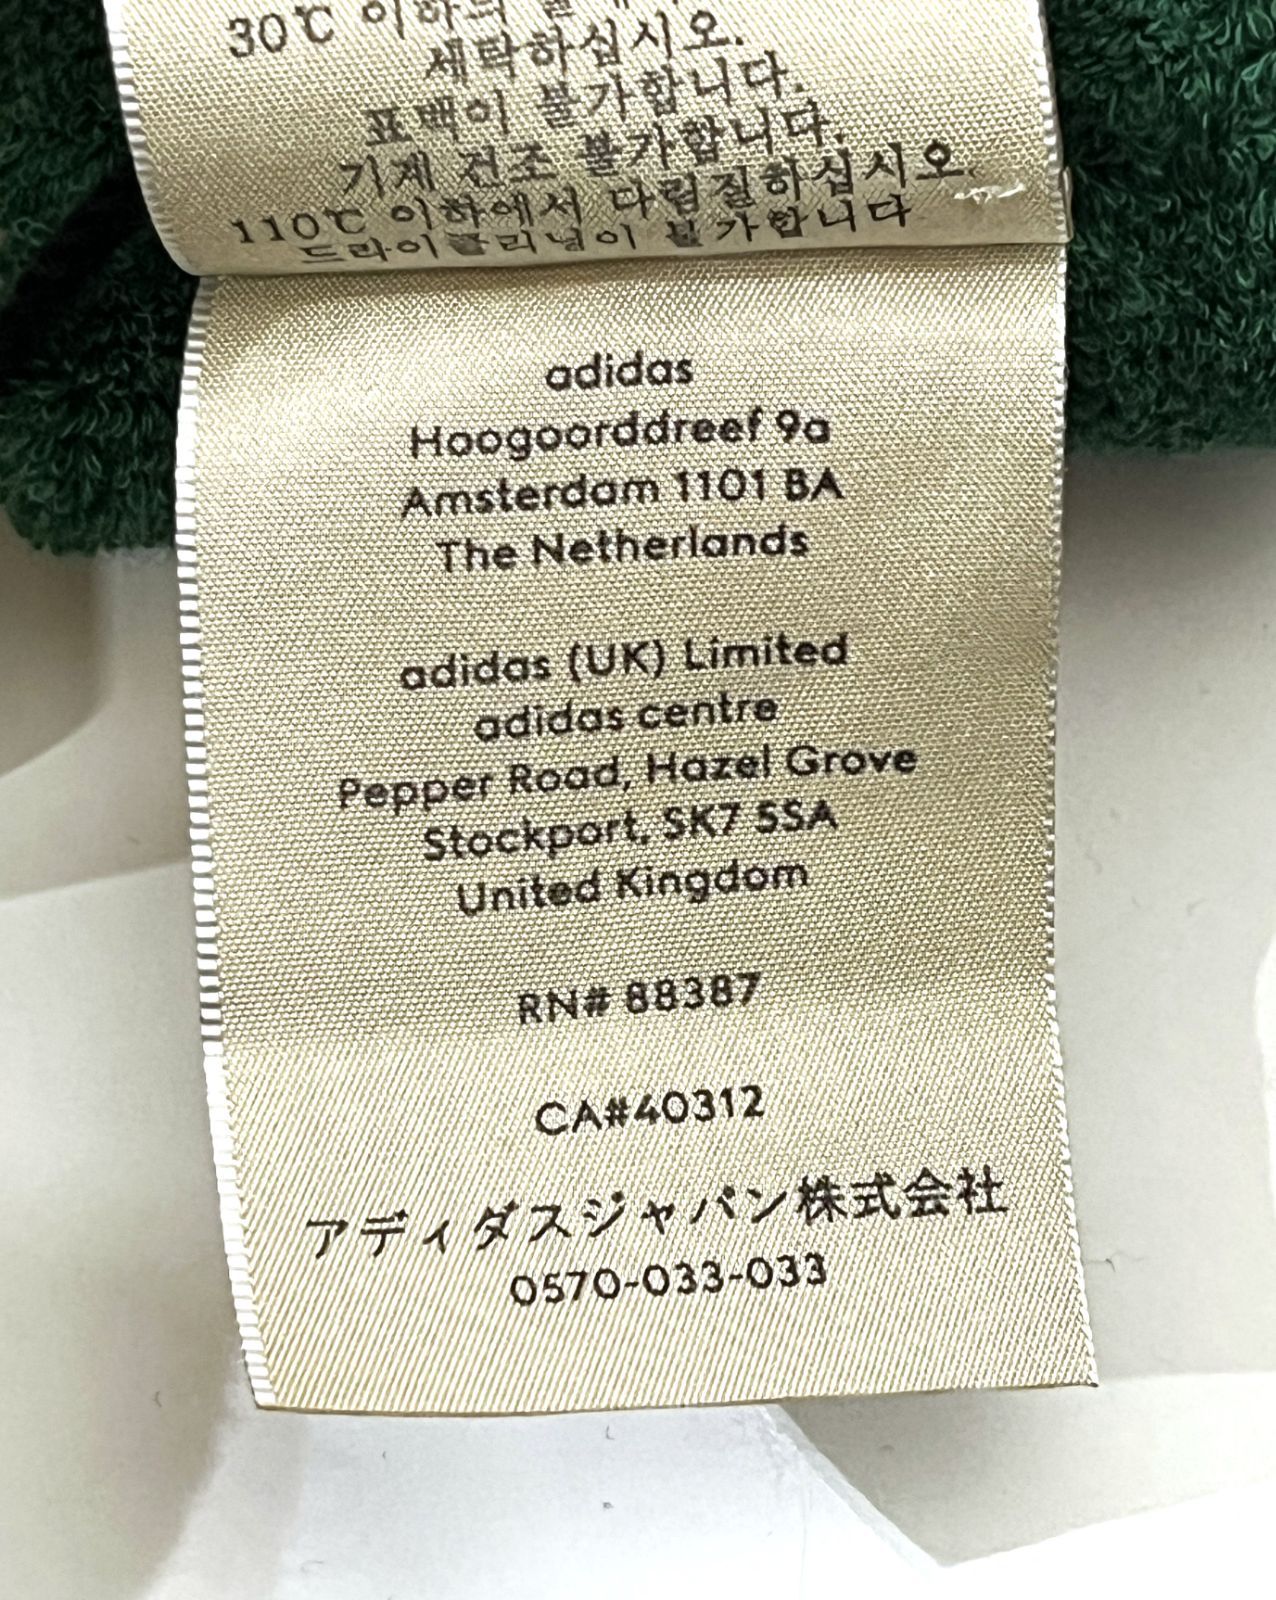 30℃ 이하의 물
세탁하십시오.
표백이 불가합니다.
기계 건조 불가합니다.
110℃ 이하에서 다림질하십시오.
드라이클리닝이 불가합니다
adidas
Hoogoorddreef 9a
Amsterdam 1101 BA
The Netherlands
adidas (UK) Limited
adidas centre
Pepper Road, Hazel Grove
Stockport, SK7 5SA
United Kingdom
RN# 88387
CA#40312
アディダスジャパン株式会社
0570-033-033